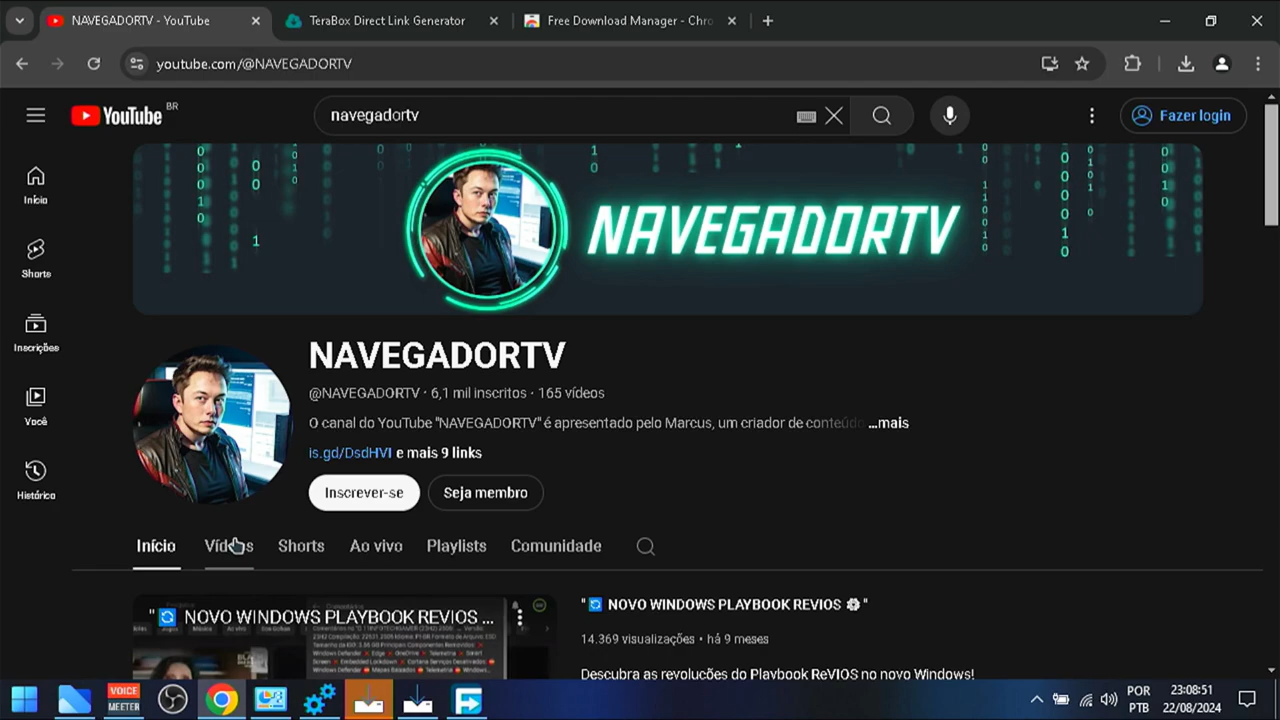 NAVEGADORTV - YouTube
TeraBox Direct Link Generator
Free Download Manager - Chro
youtube.com/@NAVEGADORTV
YouTube BR
navegadortv
Fazer login
Início
Shorts
Inscrições
Você
Histórico
NAVEGADORTV
NAVEGADORTV
@NAVEGADORTV · 6,1 mil inscritos · 165 vídeos
O canal do YouTube "NAVEGADORTV" é apresentado pelo Marcus, um criador de conteúdo ...mais
is.gd/DsdHVI e mais 9 links
Inscrever-se
Seja membro
Início
Vídeos
Shorts
Ao vivo
Playlists
Comunidade
" NOVO WINDOWS PLAYBOOK REVIOS ...
" NOVO WINDOWS PLAYBOOK REVIOS "
14.369 visualizações · há 9 meses
Descubra as revoluções do Playbook REVIOS no novo Windows!
VOICE
MEETER
POR
PTB
23:08:51
22/08/2024